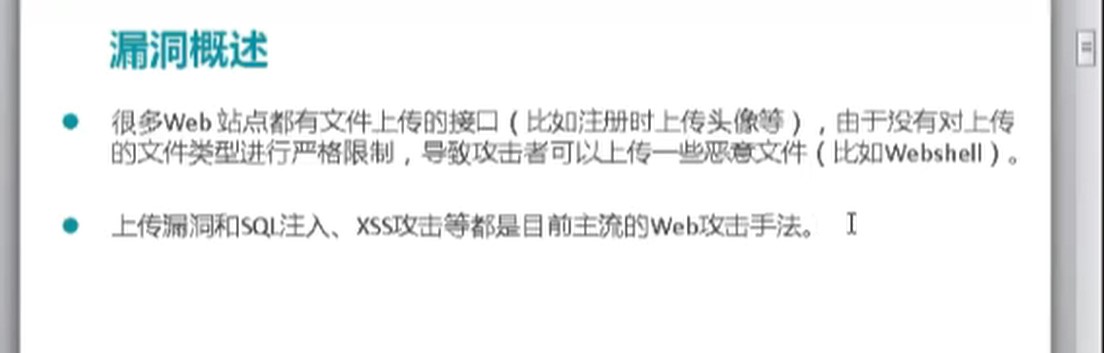 漏洞概述
很多Web 站点都有文件上传的接口（比如注册时上传头像等），由于没有对上传
的文件类型进行严格限制，导致攻击者可以上传一些恶意文件（比如Webshell）。
上传漏洞和SQL注入、XSS攻击等都是目前主流的Web攻击手法。